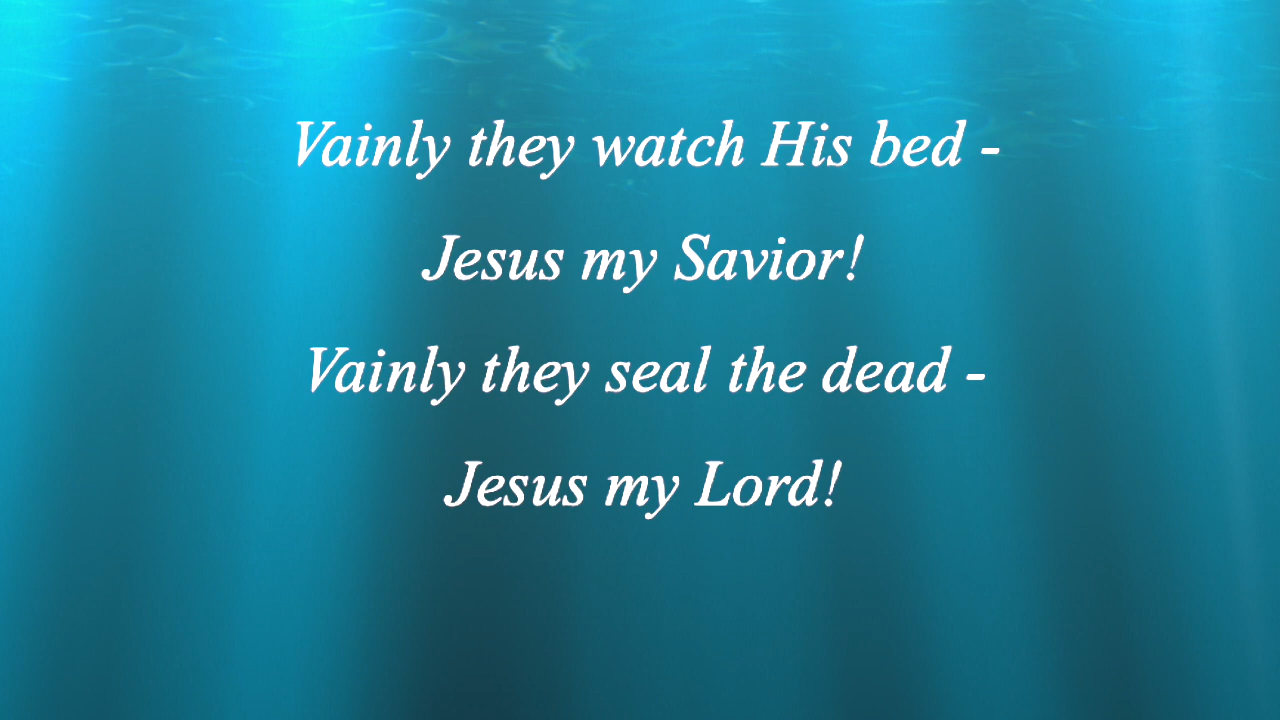 Vainly they watch His bed -
Jesus my Savior!
Vainly they seal the dead -
Jesus my Lord!